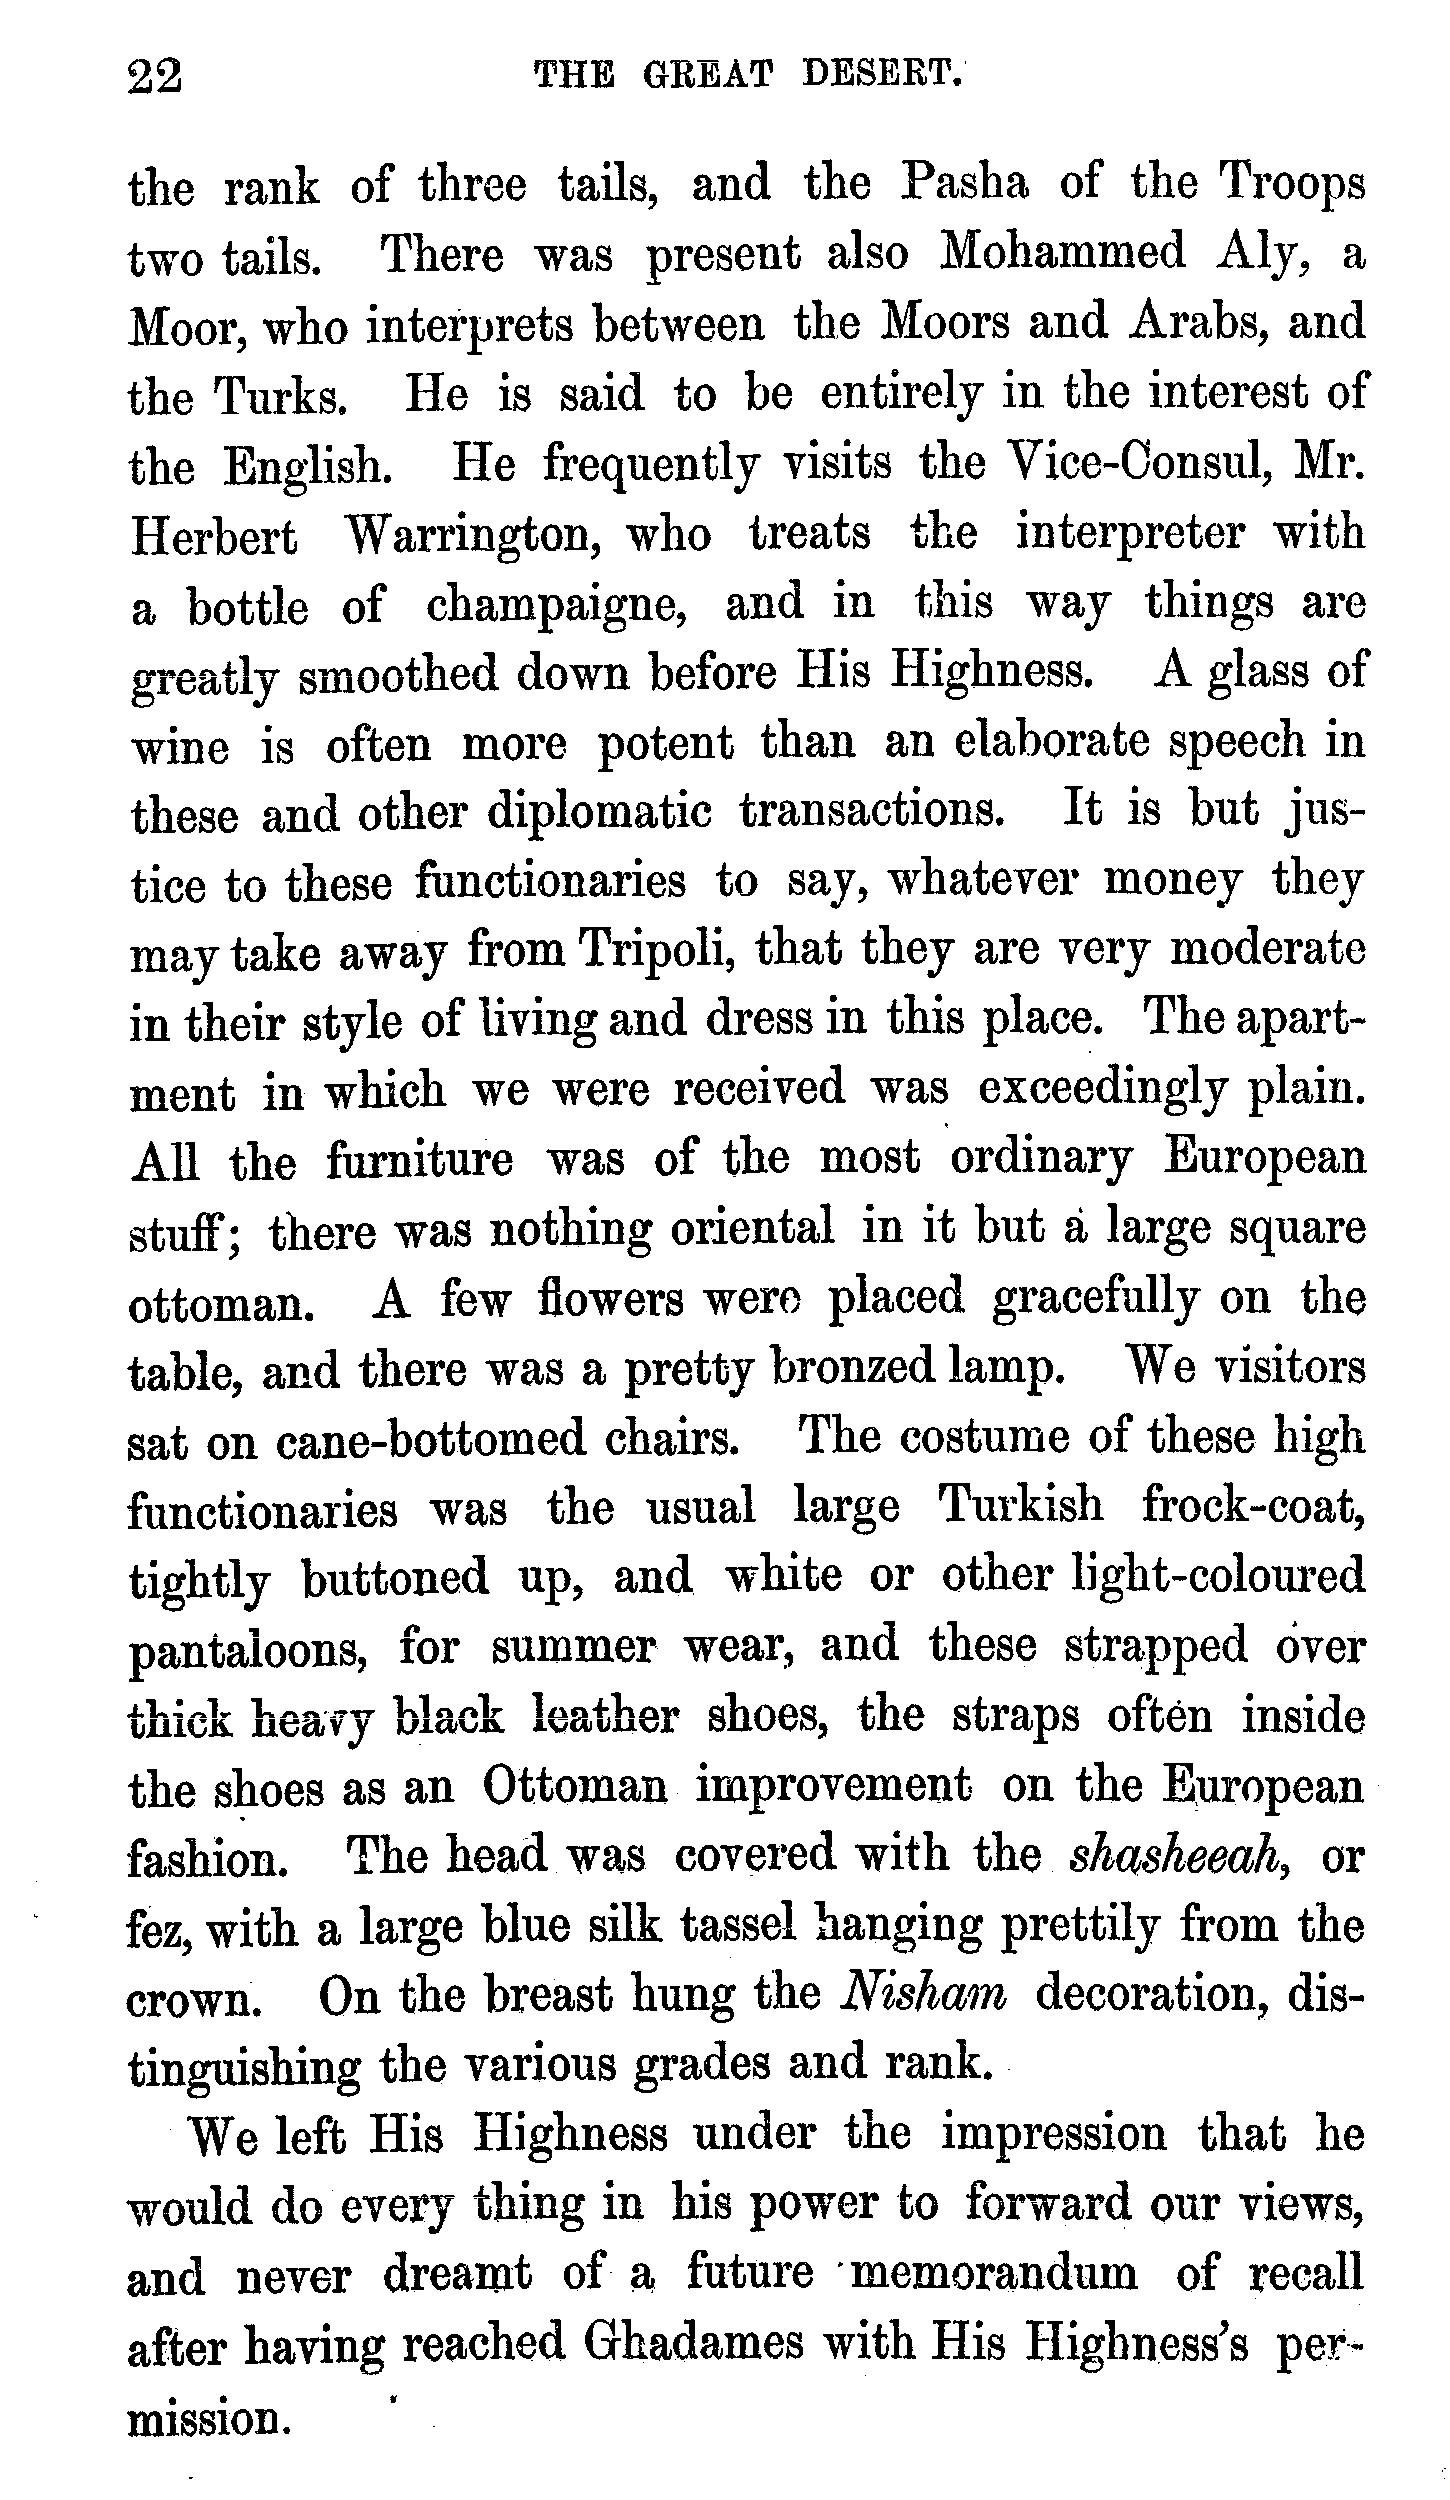 22 THE GREAT DESERT.
the rank of three tails, and the Pasha of the Troops
two tails. There was present also Mohammed Aly, a
Moor, who interprets between the Moors and Arabs, and
the Turks. He is said to be entirely in the interest of
the English. He frequently visits the Vice-Consul, Mr.
Herbert Warrington, who treats the interpreter with
a bottle of champaigne, and in this way things are
greatly smoothed down before His Highness. A glass of
wine is often more potent than an elaborate speech in
these and other diplomatic transactions. It is but jus-
tice to these functionaries to say, whatever money they
may take away from Tripoli, that they are very moderate
in their style of living and dress in this place. The apart-
ment in which we were received was exceedingly plain.
All the furniture was of the most ordinary European
stuff; there was nothing oriental in it but a large square
ottoman. A few flowers were placed gracefully on the
table, and there was a pretty bronzed lamp. We visitors
sat on cane-bottomed chairs. The costume of these high
functionaries was the usual large Turkish frock-coat,
tightly buttoned up, and white or other light-coloured
pantaloons, for summer wear, and these strapped over
thick heavy black leather shoes, the straps often inside
the shoes as an Ottoman improvement on the European
fashion. The head was covered with the shasheeah, or
fez, with a large blue silk tassel hanging prettily from the
crown. On the breast hung the Nisham decoration, dis-
tinguishing the various grades and rank.
We left His Highness under the impression that he
would do every thing in his power to forward our views,
and never dreamt of a future memorandum of recall
after having reached Ghadames with His Highness's per-
mission.